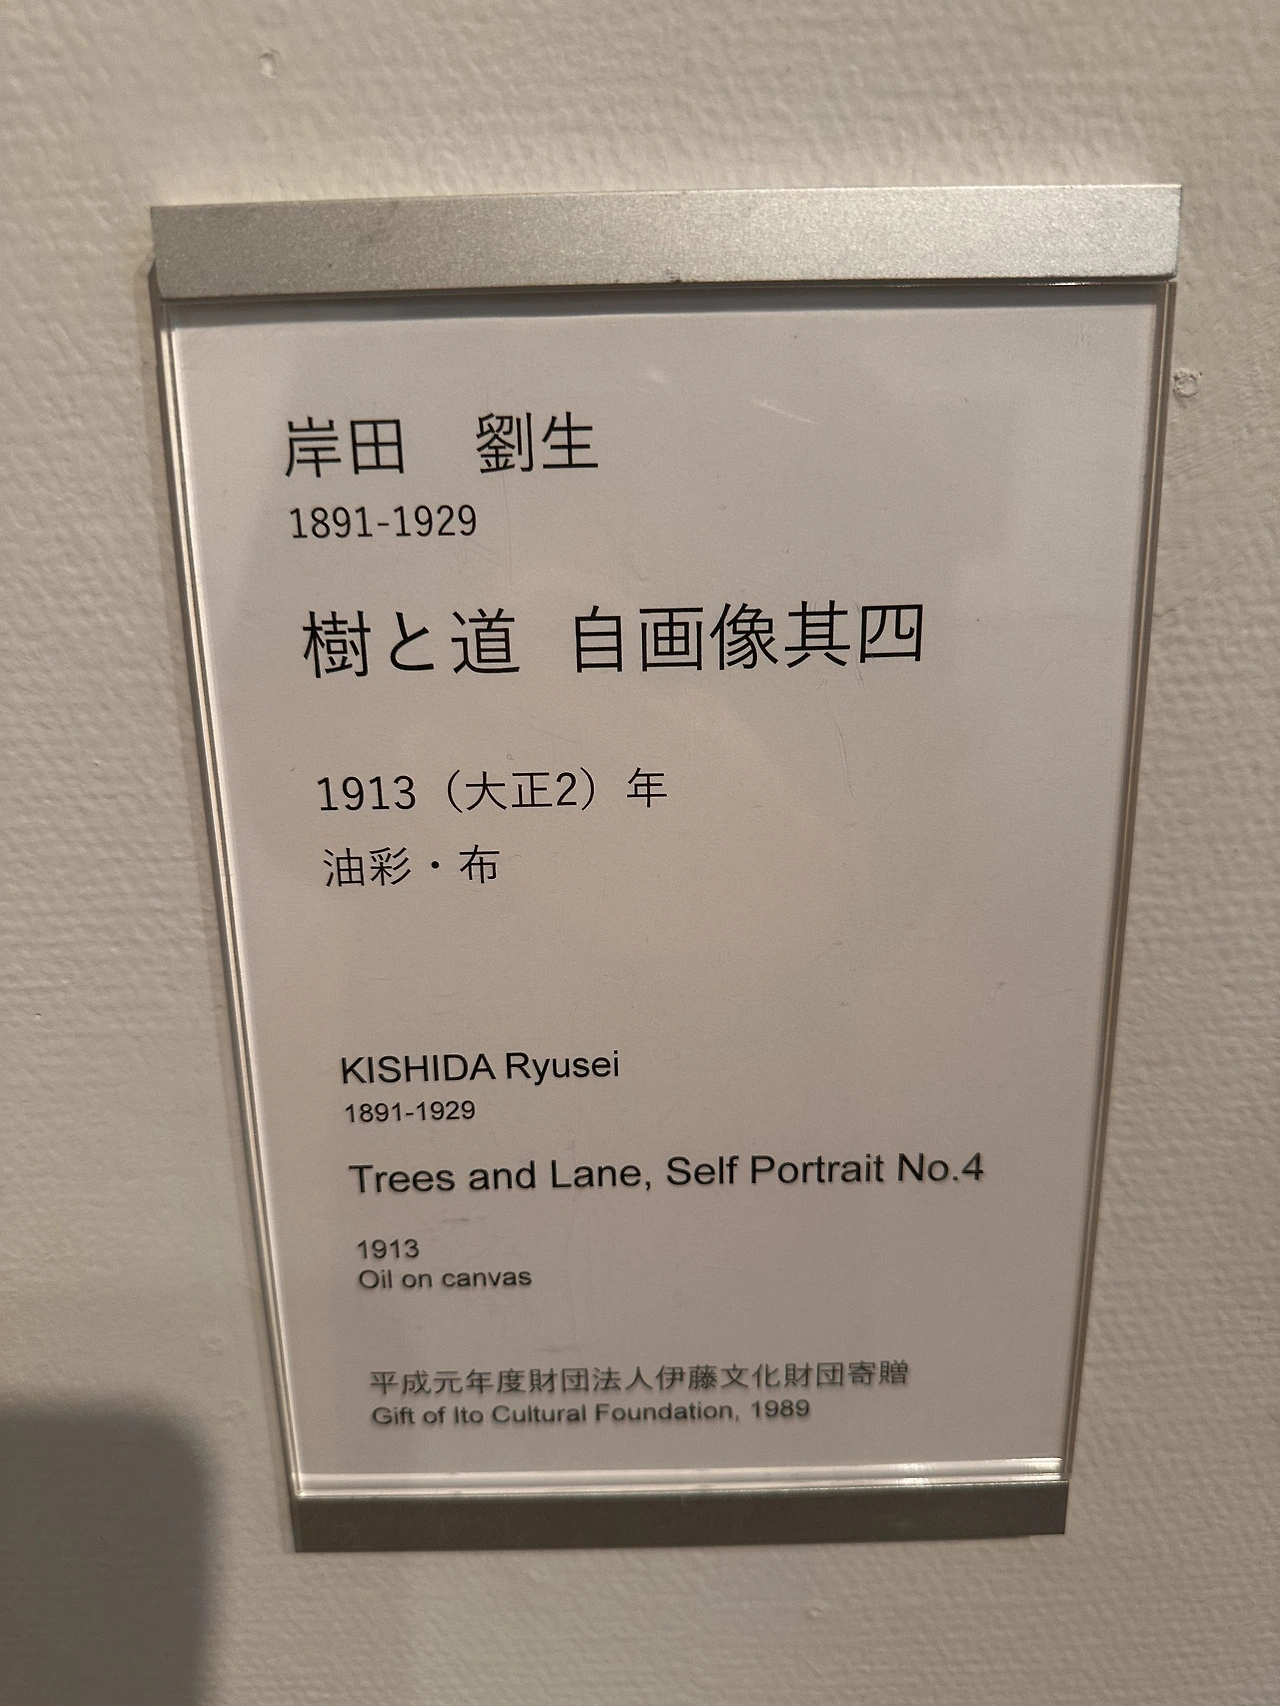 岸田　劉生
1891-1929
樹と道 自画像其四
1913（大正2）年
油彩・布
KISHIDA Ryusei
1891-1929
Trees and Lane, Self Portrait No.4
1913
Oil on canvas
平成元年度財団法人伊藤文化財団寄贈
Gift of Ito Cultural Foundation, 1989